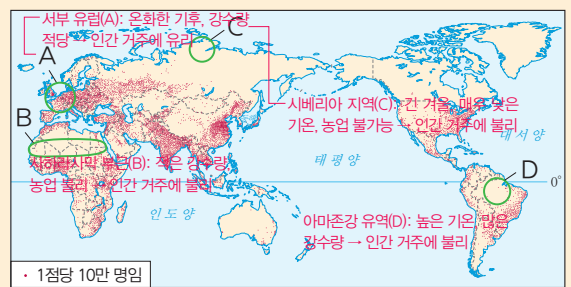 서부 유럽(A): 온화한 기후, 강수량
적당 → 인간 거주에 유리
C
A
시베리아 지역(C): 긴 겨울, 매우 낮은
기온, 농업 불가능 → 인간 거주에 불리
대서양
B
사하라사막 부근(B): 적은 강수량,
농업 불리 → 인간 거주에 불리
태평양
D
0°
인도양
아마존강 유역(D): 높은 기온, 많은
강수량 → 인간 거주에 불리
· 1점당 10만 명임